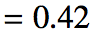 = 0.42